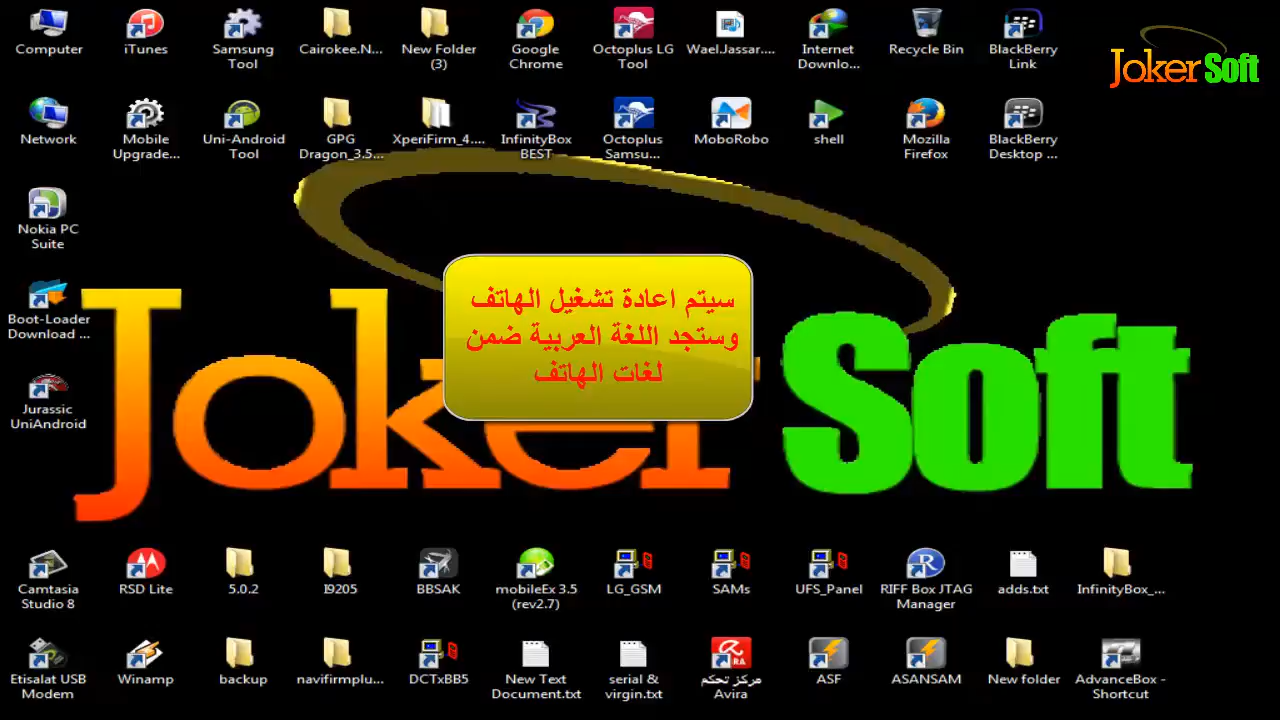 Computer
iTunes
Samsung
Tool
Cairokee.N...
New Folder
(3)
Google
Chrome
Octoplus LG
Tool
Wael.Jassar....
Internet
Downlo...
Recycle Bin
BlackBerry
Link
Joker Soft
Network
Mobile
Upgrade...
Uni-Android
Tool
GPG
Dragon_3.5...
XperiFirm_4....
InfinityBox
BEST
Octoplus
Samsu...
MoboRobo
shell
Mozilla
Firefox
BlackBerry
Desktop ...
Nokia PC
Suite
Boot-Loader
Download ...
Jurassic
UniAndroid
سيتم اعادة تشغيل الهاتف
وستجد اللغة العربية ضمن
لغات الهاتف
Joker Soft
Camtasia
Studio 8
RSD Lite
5.0.2
I9205
BBSAK
mobileEx 3.5
(rev2.7)
LG_GSM
SAMs
UFS_Panel
RIFF Box JTAG
Manager
adds.txt
InfinityBox_...
Etisalat USB
Modem
Winamp
backup
navifirmplu...
DCTxBB5
New Text
Document.txt
serial &
virgin.txt
مركز تحكم
Avira
ASF
ASANSAM
New folder
AdvanceBox -
Shortcut